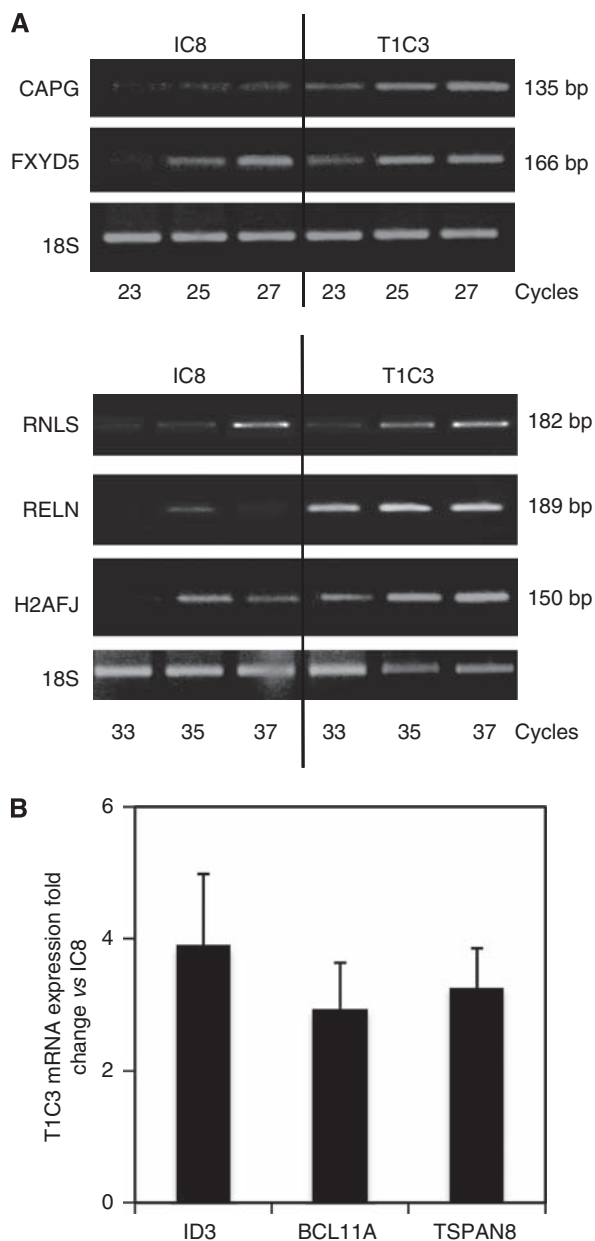 A
IC8 T1C3
CAPG 135 bp
FXYD5 166 bp
18S
23 25 27 23 25 27 Cycles
IC8 T1C3
RNLS 182 bp
RELN 189 bp
H2AFJ 150 bp
18S
33 35 37 33 35 37 Cycles
B
T1C3 mRNA expression fold
change vs IC8
6
4
2
0
ID3 BCL11A TSPAN8